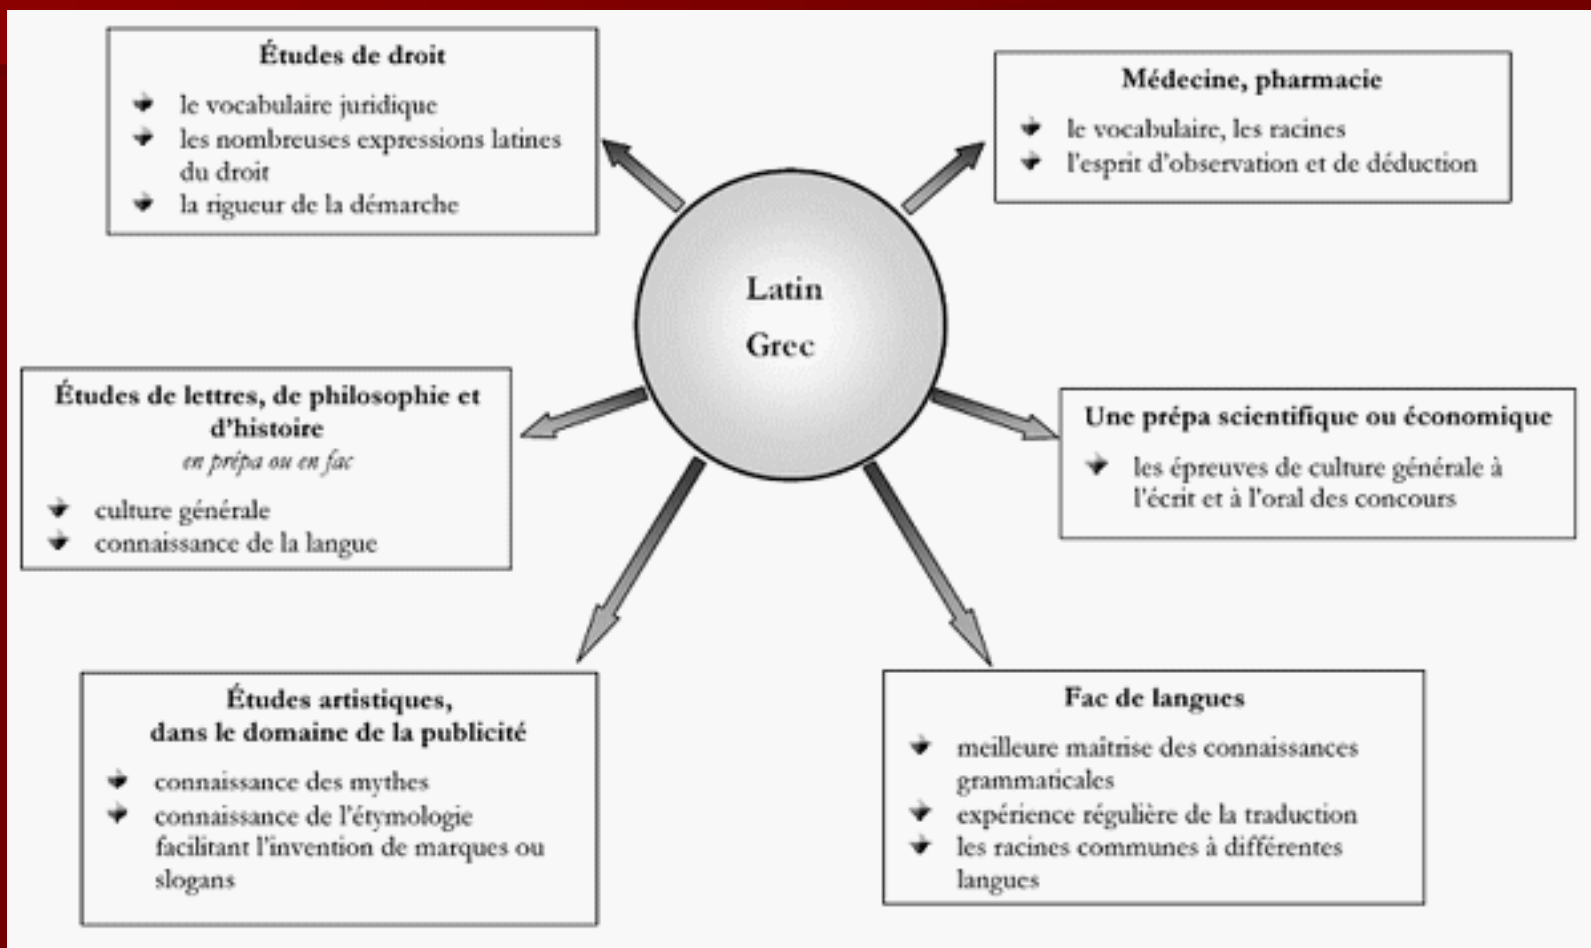 Études de droit
le vocabulaire juridique
les nombreuses expressions latines
du droit
la rigueur de la démarche
Médecine, pharmacie
le vocabulaire, les racines
l'esprit d'observation et de déduction
Latin
Grec
Études de lettres, de philosophie et
d'histoire
en prépa ou en fac
culture générale
connaissance de la langue
Une prépa scientifique ou économique
les épreuves de culture générale à
l'écrit et à l'oral des concours
Études artistiques,
dans le domaine de la publicité
connaissance des mythes
connaissance de l'étymologie
facilitant l'invention de marques ou
slogans
Fac de langues
meilleure maîtrise des connaissances
grammaticales
expérience régulière de la traduction
les racines communes à différentes
langues